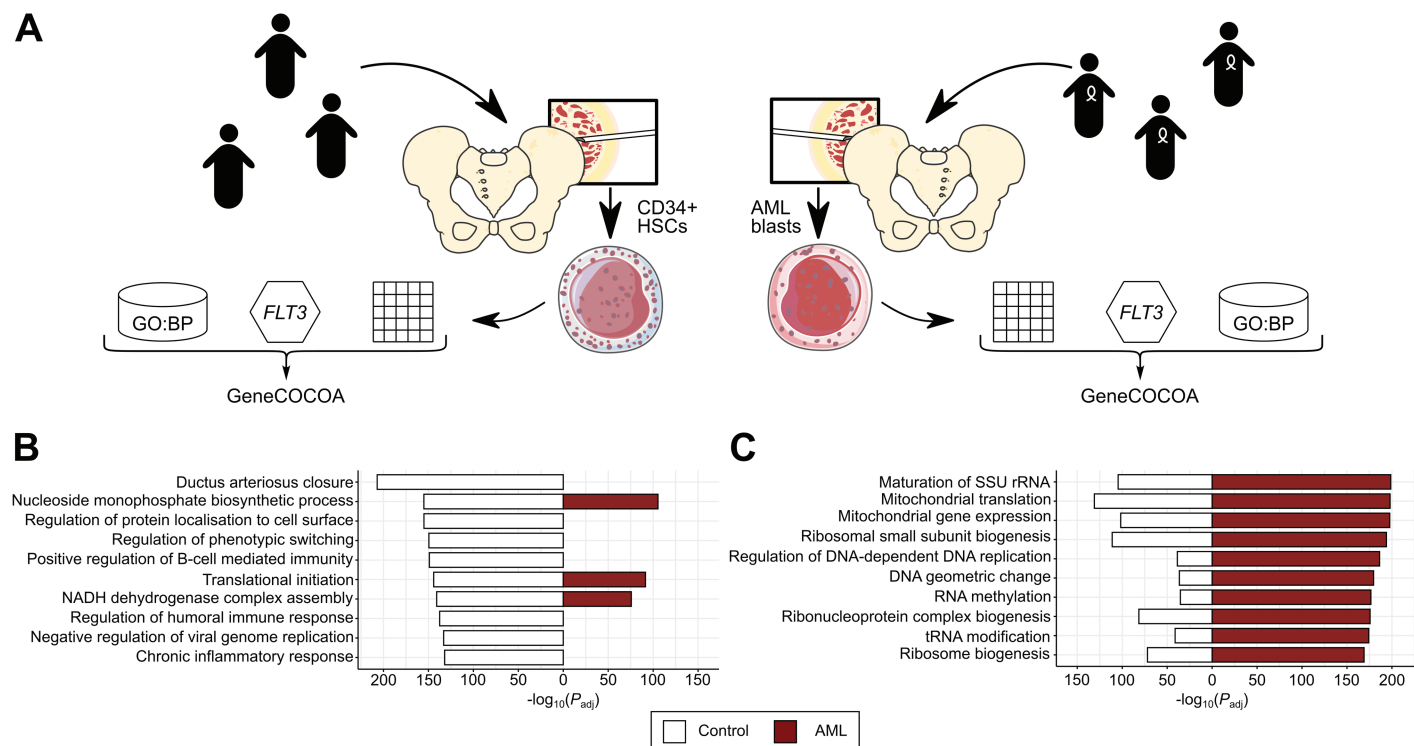 A
CD34+
HSCs
AML
blasts
GO:BP
FLT3
FLT3
GO:BP
GeneCOCOA
GeneCOCOA
B
Ductus arteriosus closure
Nucleoside monophosphate biosynthetic process
Regulation of protein localisation to cell surface
Regulation of phenotypic switching
Positive regulation of B-cell mediated immunity
Translational initiation
NADH dehydrogenase complex assembly
Regulation of humoral immune response
Negative regulation of viral genome replication
Chronic inflammatory response
200 150 100 50 0 50 100 150
-log10(Padj)
C
Maturation of SSU rRNA
Mitochondrial translation
Mitochondrial gene expression
Ribosomal small subunit biogenesis
Regulation of DNA-dependent DNA replication
DNA geometric change
RNA methylation
Ribonucleoprotein complex biogenesis
tRNA modification
Ribosome biogenesis
150 100 50 0 50 100 150 200
-log10(Padj)
Control AML